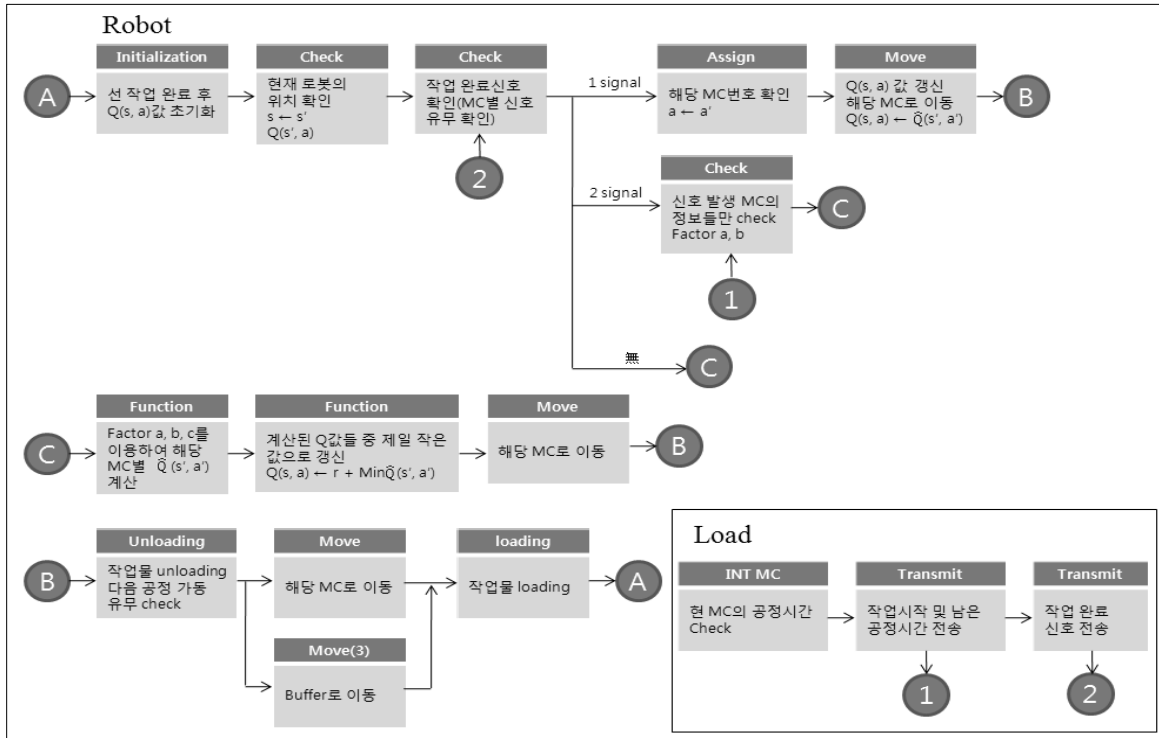 Robot
Initialization
선 작업 완료 후
Q(s, a)값 초기화
Check
현재 로봇의
위치 확인
s ← s′
Q(s′, a)
Check
작업 완료신호
확인(MC별 신호
유무 확인)
1 signal
Assign
해당 MC번호 확인
a ← a′
Move
Q(s, a) 값 갱신
해당 MC로 이동
Q(s, a) ← Q̂(s′, a′)
A
B
2
2 signal
Check
신호 발생 MC의
정보들만 check
Factor a, b
C
1
無
C
Function
Factor a, b, c를
이용하여 해당
MC별 Q̂ (s′, a′)
계산
Function
계산된 Q값들 중 제일 작은
값으로 갱신
Q(s, a) ← r + MinQ̂(s′, a′)
Move
해당 MC로 이동
C
B
Unloading
작업물 unloading
다음 공정 가동
유무 check
Move
해당 MC로 이동
loading
작업물 loading
B
A
Move(3)
Buffer로 이동
Load
INT MC
현 MC의 공정시간
Check
Transmit
작업시작 및 남은
공정시간 전송
Transmit
작업 완료
신호 전송
1
2